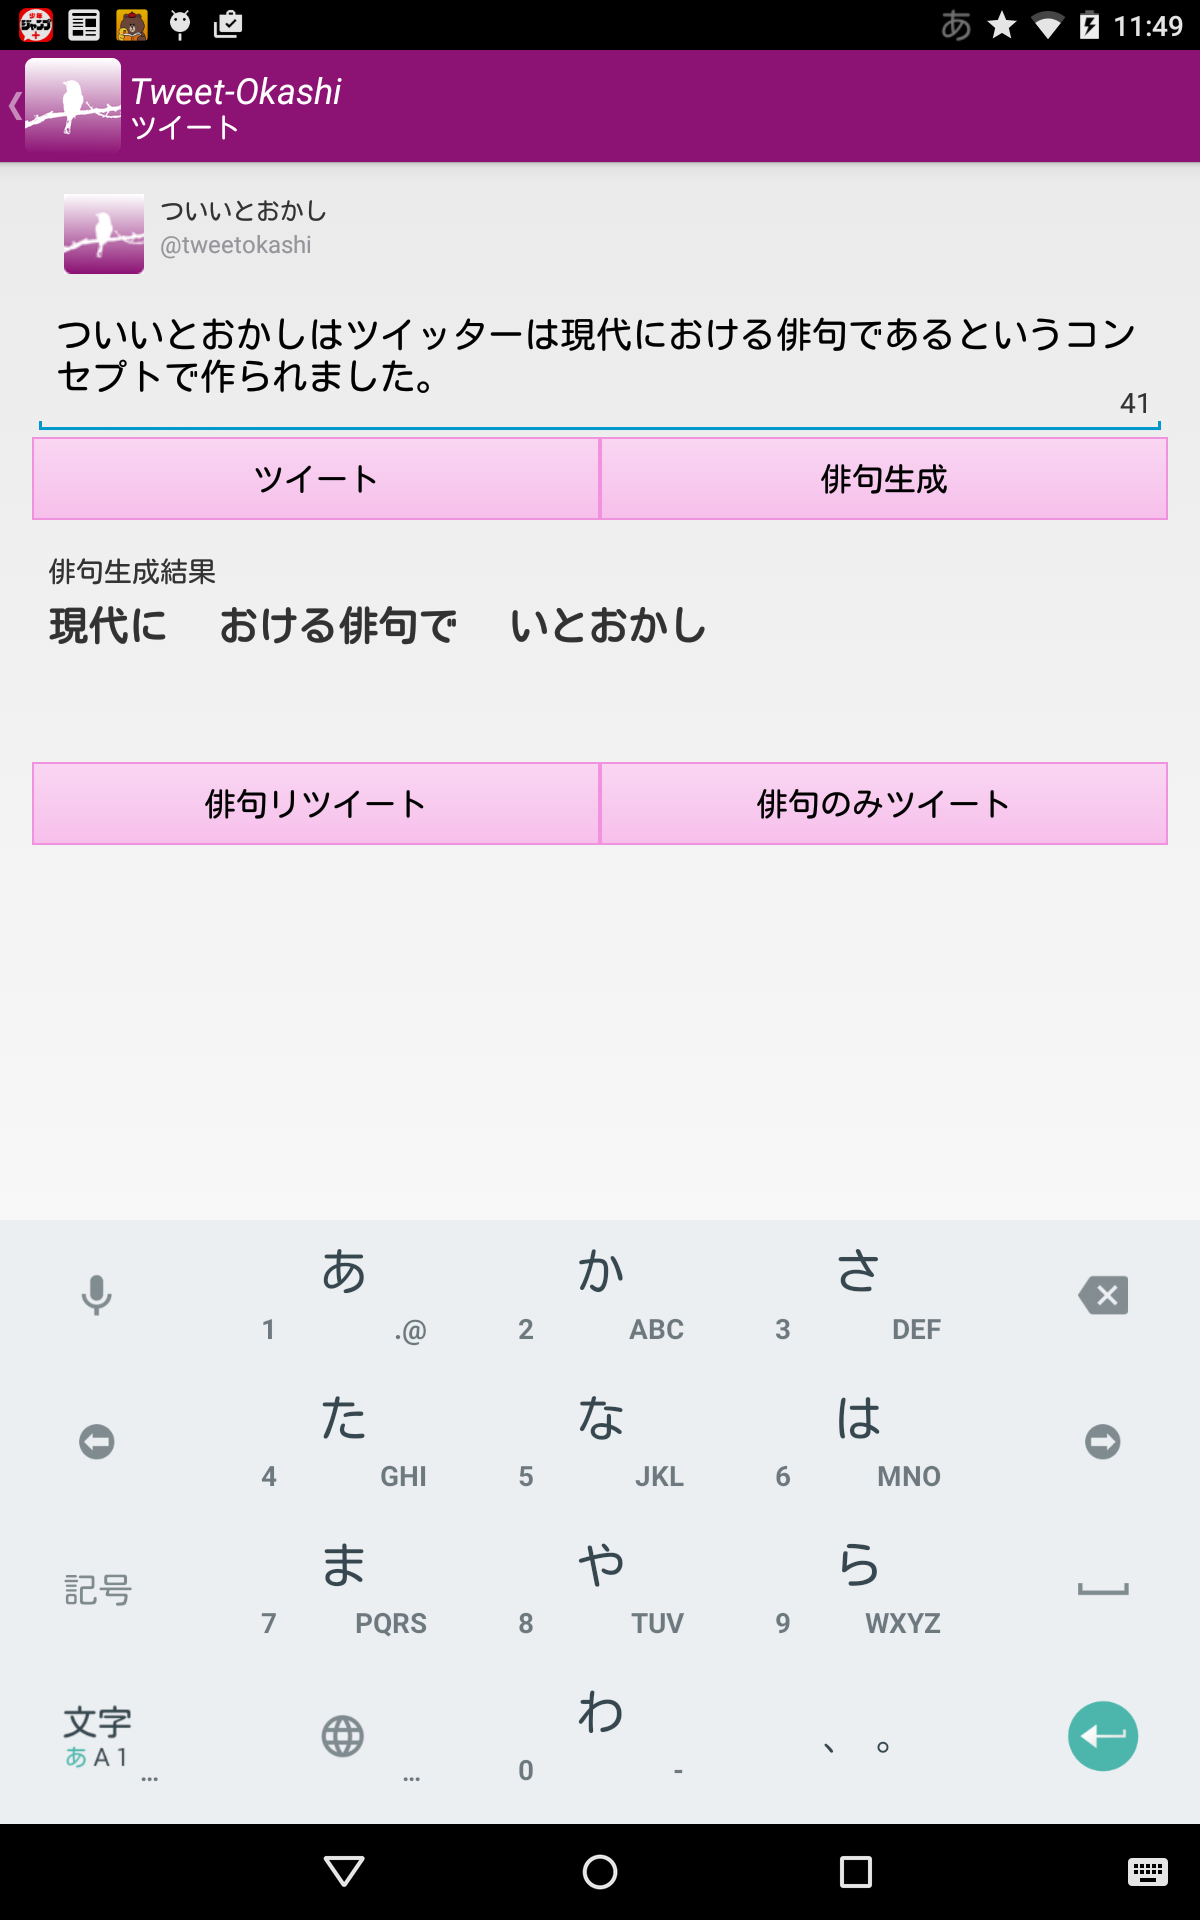 11:49
Tweet-Okashi
ツイート
ついいとおかし
@tweetokashi
ついいとおかしはツイッターは現代における俳句であるというコン
セプトで作られました。
41
ツイート 俳句生成
俳句生成結果
現代に おける俳句で いとおかし
俳句リツイート 俳句のみツイート
あ か さ
1 .@ 2 ABC 3 DEF
た な は
4 GHI 5 JKL 6 MNO
記号 ま や ら
7 PQRS 8 TUV 9 WXYZ
文字 わ 、 。
あ A 1 ... ... 0 -